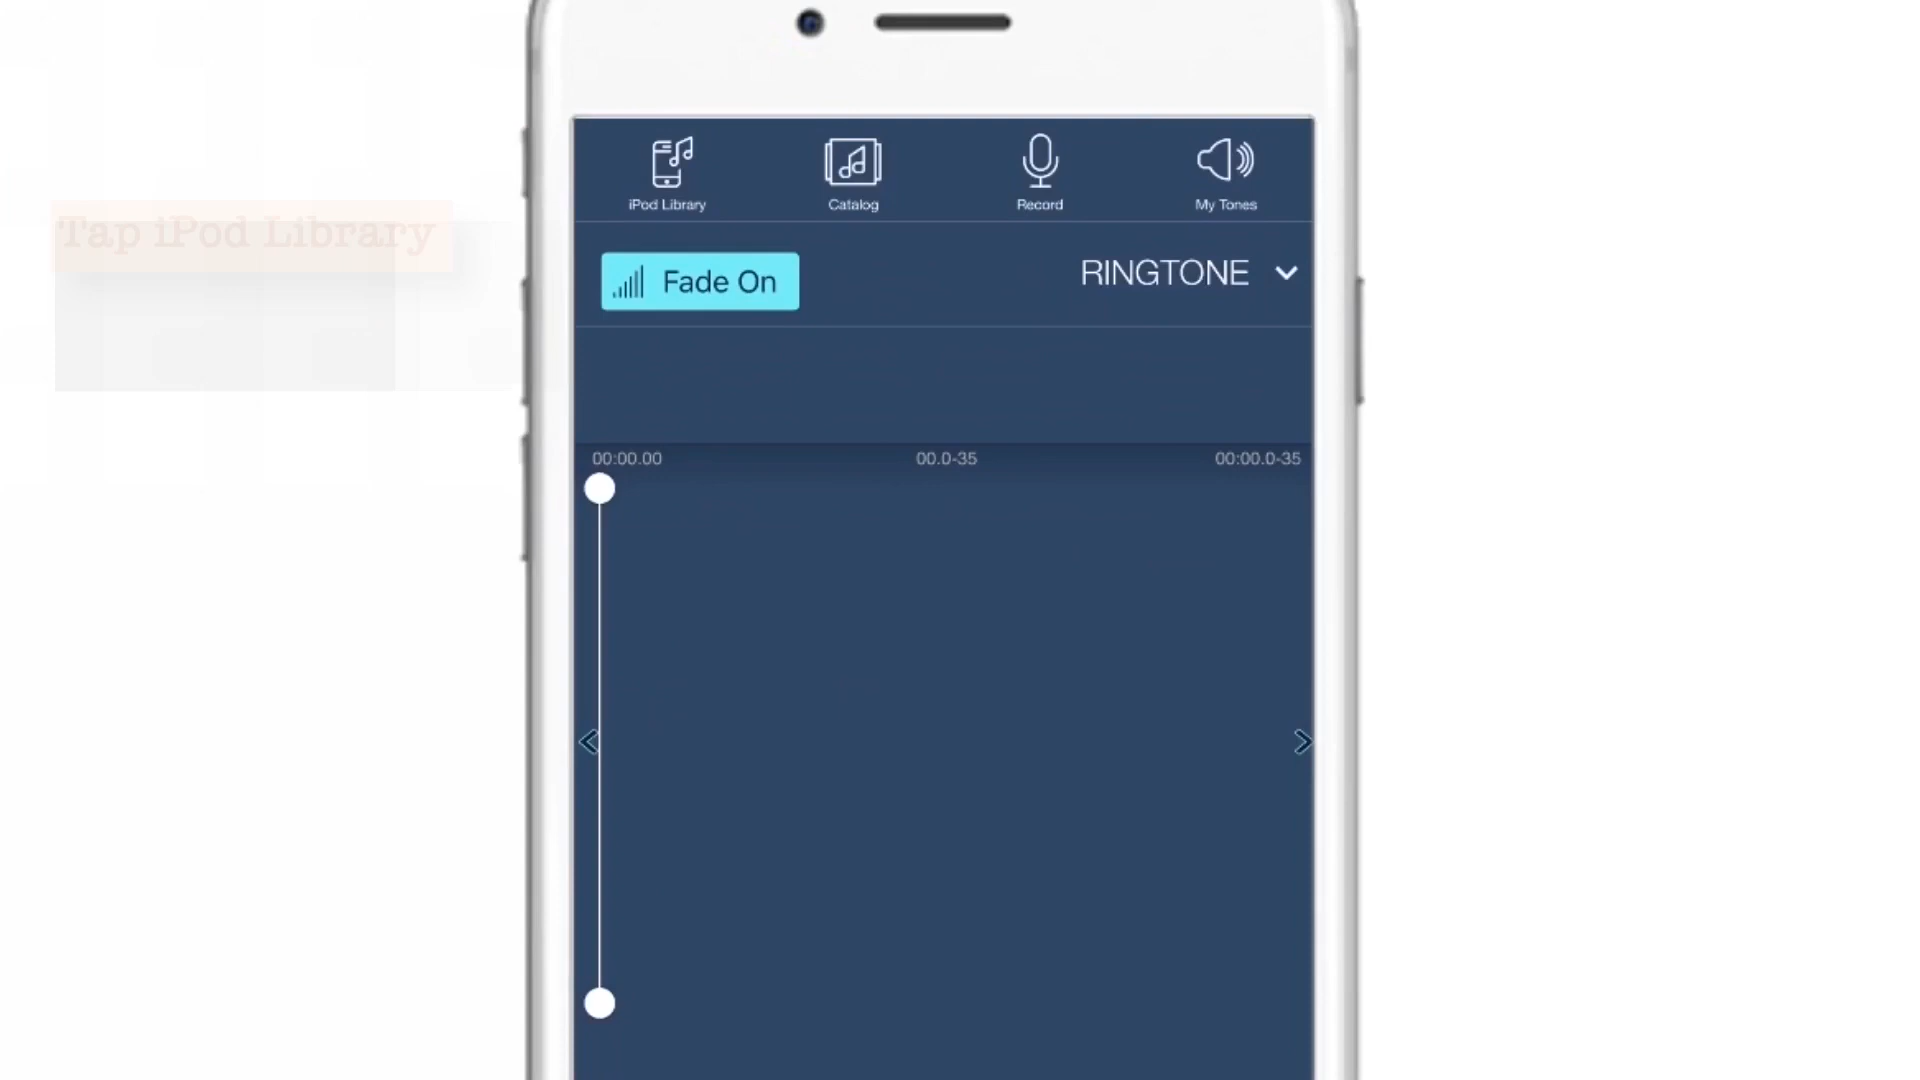 Tap iPod Library
iPod Library
Catalog
Record
My Tones
Fade On
RINGTONE
00:00.00
00.0-35
00:00.0-35